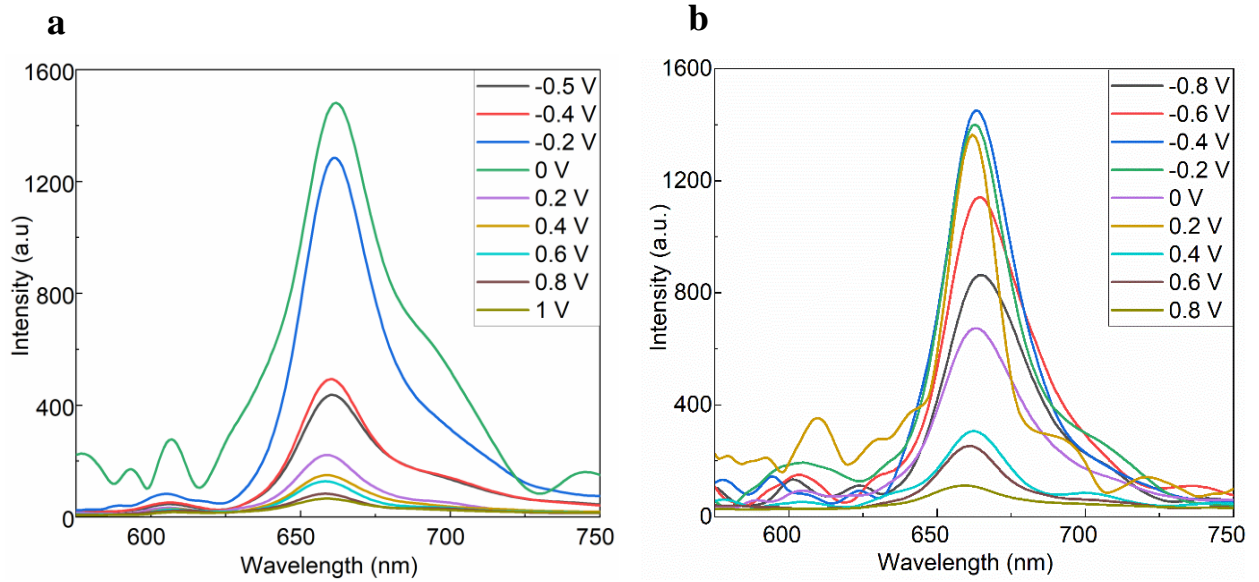 a
1600
1200
800
400
0
600
650
700
750
Intensity (a.u)
Wavelength (nm)
-0.5 V
-0.4 V
-0.2 V
0 V
0.2 V
0.4 V
0.6 V
0.8 V
1 V
b
1600
1200
800
400
0
600
650
700
750
Intensity (a.u.)
Wavelength (nm)
-0.8 V
-0.6 V
-0.4 V
-0.2 V
0 V
0.2 V
0.4 V
0.6 V
0.8 V